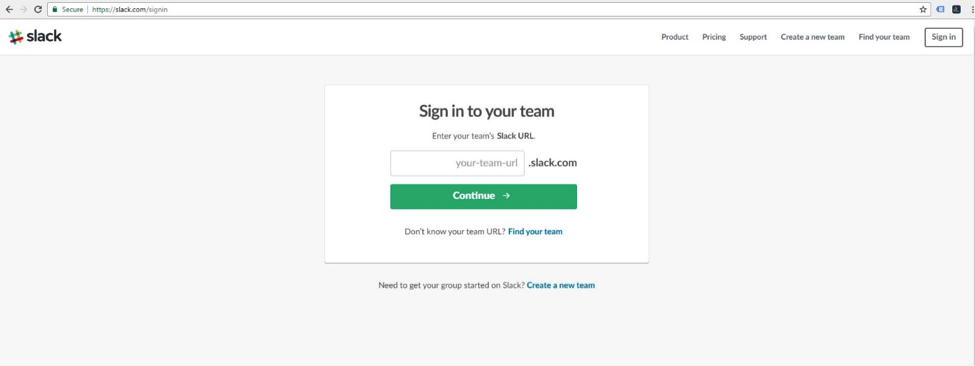 Secure | https://slack.com/signin
slack
Product Pricing Support Create a new team Find your team Sign in
Sign in to your team
Enter your team's Slack URL.
your-team-url .slack.com
Continue →
Don't know your team URL? Find your team
Need to get your group started on Slack? Create a new team